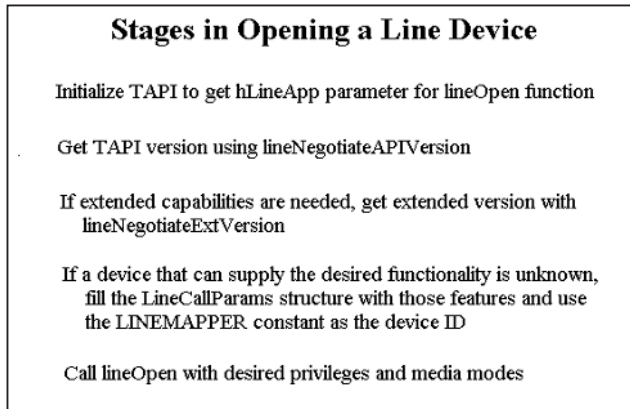 Stages in Opening a Line Device
Initialize TAPI to get hLineApp parameter for lineOpen function
Get TAPI version using lineNegotiateAPIVersion
If extended capabilities are needed, get extended version with
lineNegotiateExtVersion
If a device that can supply the desired functionality is unknown,
fill the LineCallParams structure with those features and use
the LINEMAPPER constant as the device ID
Call lineOpen with desired privileges and media modes